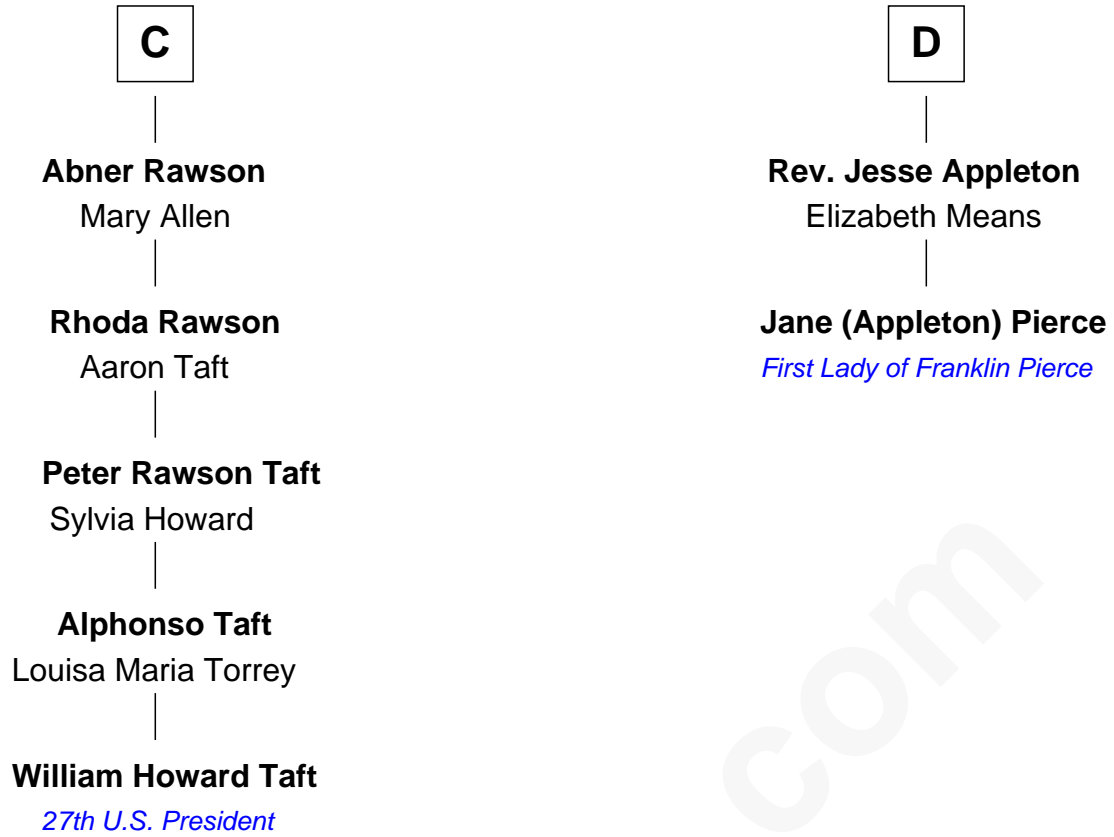 C
Abner Rawson
Mary Allen
Rhoda Rawson
Aaron Taft
Peter Rawson Taft
Sylvia Howard
Alphonso Taft
Louisa Maria Torrey
William Howard Taft
27th U.S. President
D
Rev. Jesse Appleton
Elizabeth Means
Jane (Appleton) Pierce
First Lady of Franklin Pierce
com